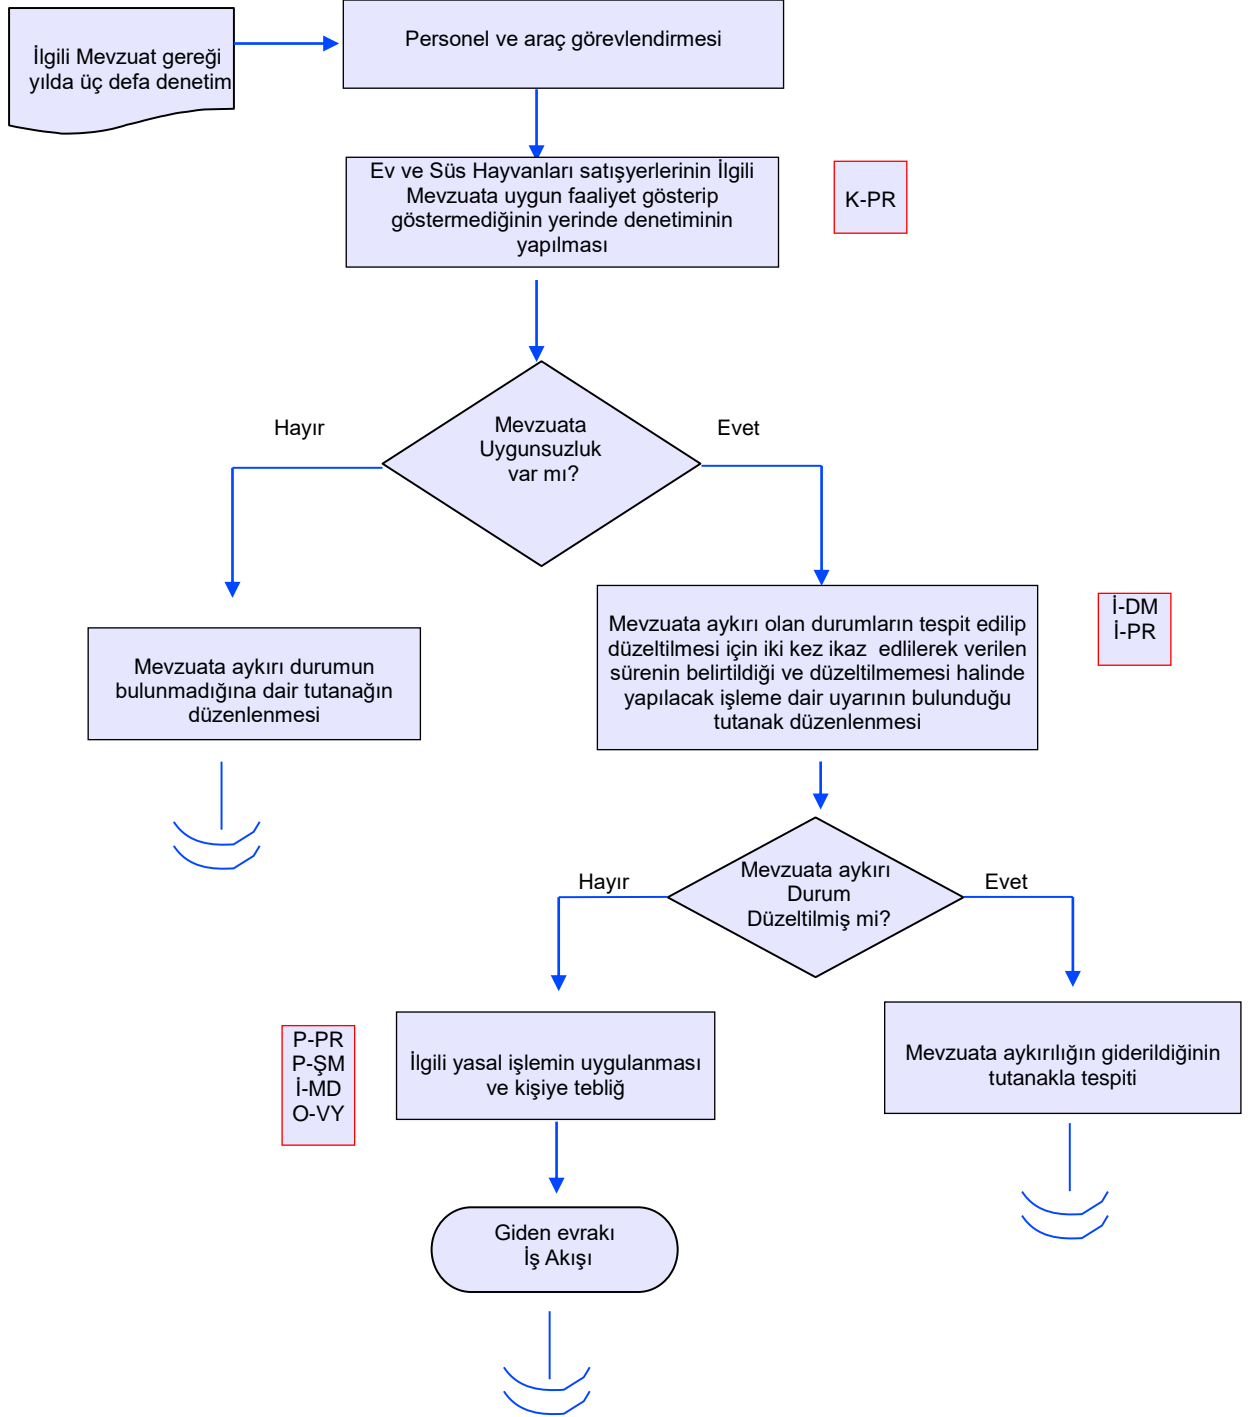 İlgili Mevzuat gereği
yılda üç defa denetim
Personel ve araç görevlendirmesi
Ev ve Süs Hayvanları satışyerlerinin İlgili
Mevzuata uygun faaliyet gösterip
göstermediğinin yerinde denetiminin
yapılması
K-PR
Mevzuata
Uygunsuzluk
var mı?
Hayır
Evet
Mevzuata aykırı durumun
bulunmadığına dair tutanağın
düzenlenmesi
Mevzuata aykırı olan durumların tespit edilip
düzeltilmesi için iki kez ikaz  edlilerek verilen
sürenin belirtildiği ve düzeltilmemesi halinde
yapılacak işleme dair uyarının bulunduğu
tutanak düzenlenmesi
İ-DM
İ-PR
Mevzuata aykırı
Durum
Düzeltilmiş mi?
Hayır
Evet
P-PR
P-ŞM
İ-MD
O-VY
İlgili yasal işlemin uygulanması
ve kişiye tebliğ
Mevzuata aykırılığın giderildiğinin
tutanakla tespiti
Giden evrakı
İş Akışı